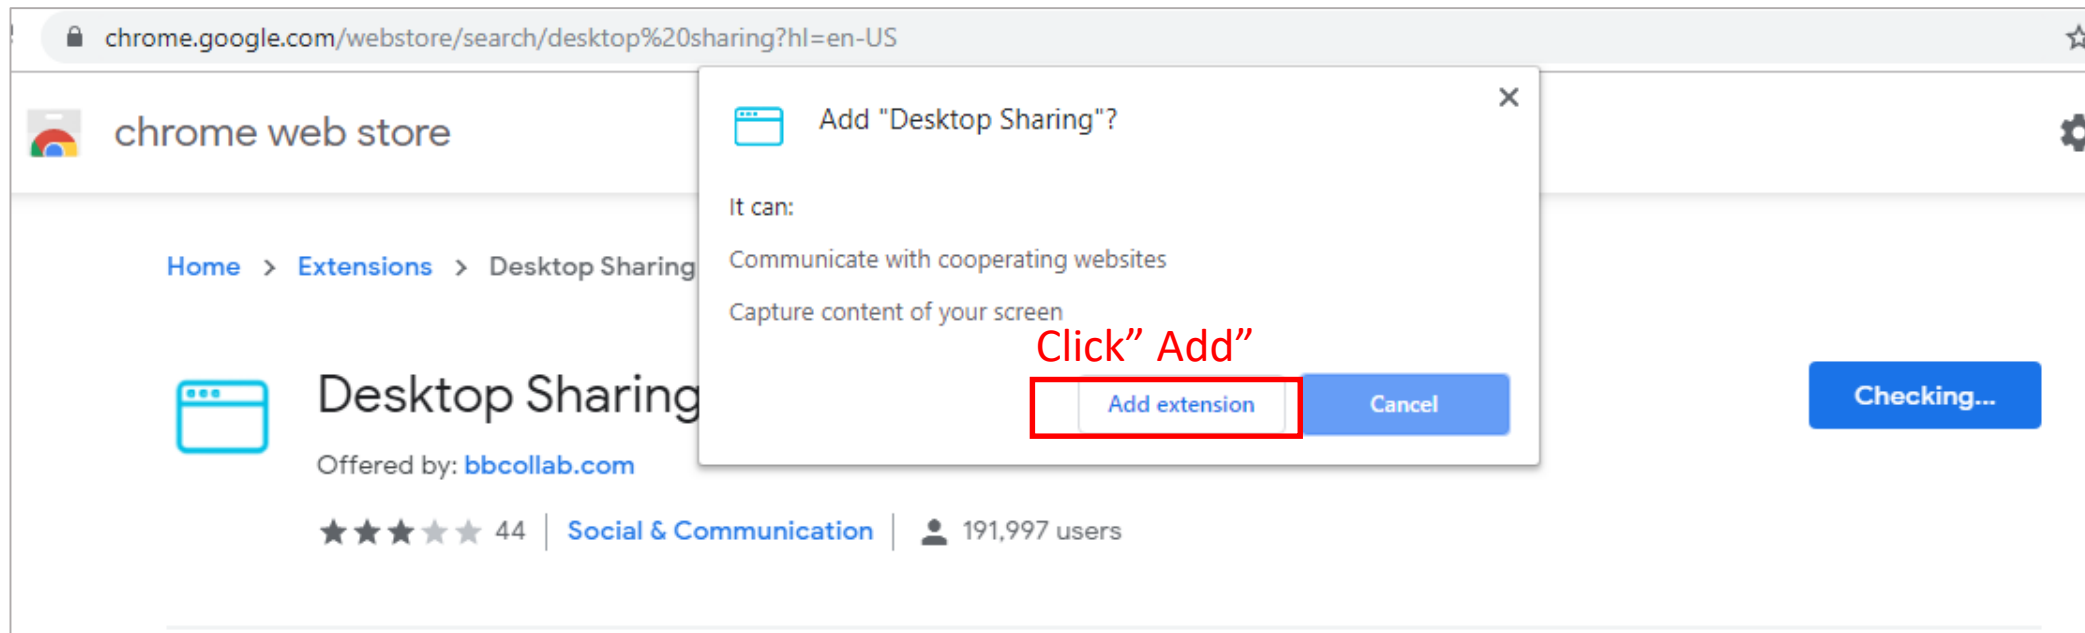 chrome.google.com/webstore/search/desktop%20sharing?hl=en-US
chrome web store
Add "Desktop Sharing"?
It can:
Communicate with cooperating websites
Capture content of your screen
Click” Add”
Add extension
Cancel
Home > Extensions > Desktop Sharing
Desktop Sharing
Checking...
Offered by: bbcollab.com
44 | Social & Communication | 191,997 users